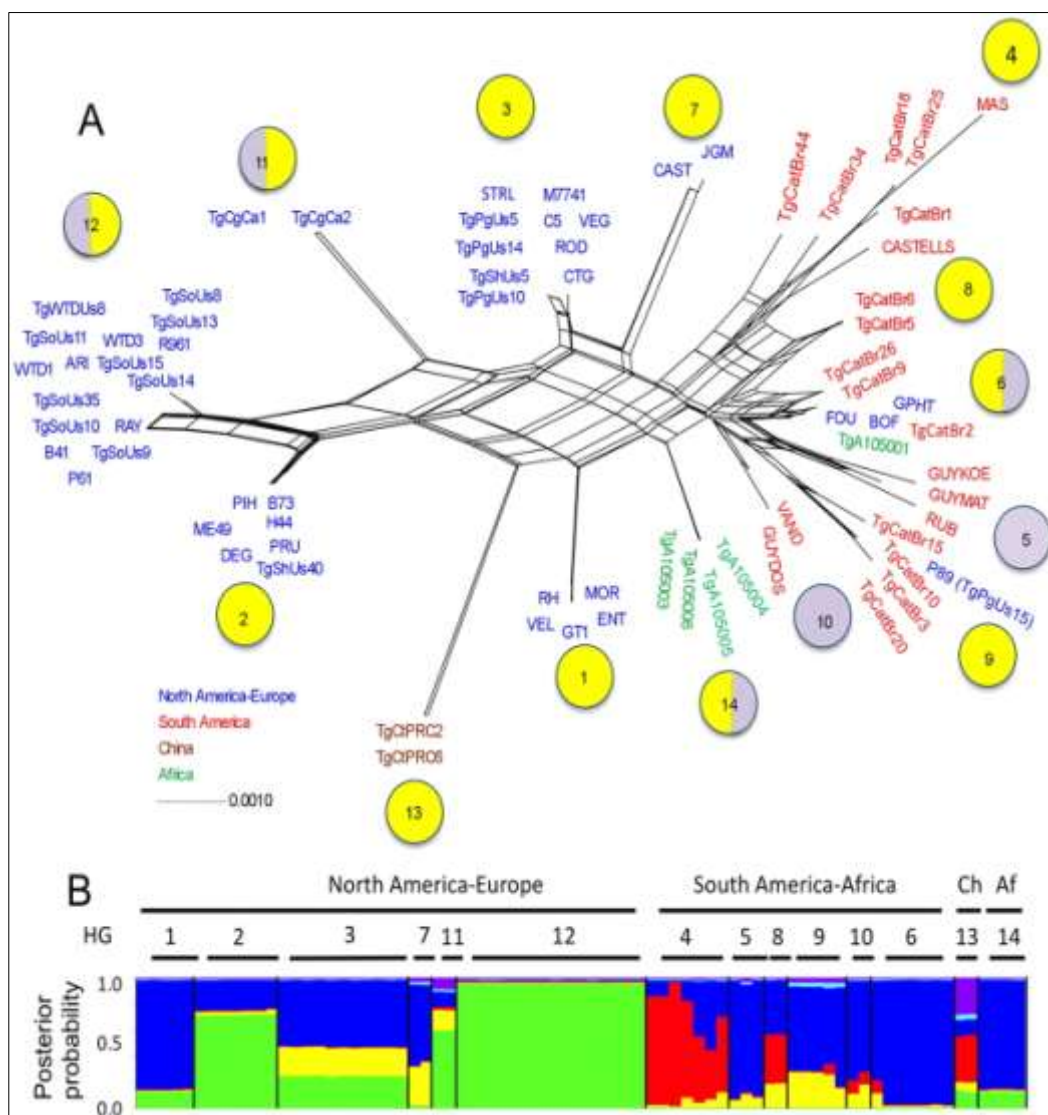 A
4
3
7
11
12
MAS
TgCatBr18
TgCatBr25
JGM
CAST
TgCatBr44
TgCatBr34
STRL M7741
TgPgUs5 C5 VEG
TgPgUs14 ROD
TgShUs5 CTG
TgPgUs10
TgCgCa1 TgCgCa2
TgCatBr1
CASTELLS
8
TgCatBr6
TgCatBr5
TgWTDUs8 TgSoUs8
TgSoUs11 WTD3 TgSoUs13
R961
WTD1 ARI TgSoUs15
TgSoUs14
TgSoUs35
TgSoUs10 RAY
B41 TgSoUs9
P61
TgCatBr26
TgCatBr9
6
GPHT
FOU BOF
TgCatBr2
TgA105001
GUYKOE
GUYMAT
RUB
5
PIH B73
ME49 H44
DEG PRU
TgShUs40
2
VAND
GUYDOS
TgCatBr15
TgCatBr10
P89 (TgPgUs15)
TgCatBr3
TgCatBr20
9
10
TgA105003
TgA105006
TgA105004
TgA105005
14
RH MOR
VEL GT1 ENT
1
North America-Europe
South America
China
Africa
0.0010
TgCtPRC2
13
B
North America-Europe South America-Africa Ch Af
HG 1 2 3 7 11 12 4 5 8 9 10 6 13 14
Posterior
probability
1.0
0.5
0.0